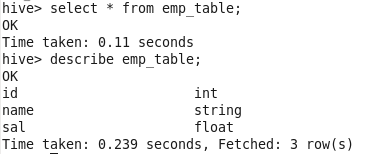 hive> select * from emp_table;
OK
Time taken: 0.11 seconds
hive> describe emp_table;
OK
id                      int
name                    string
sal                     float
Time taken: 0.239 seconds, Fetched: 3 row(s)